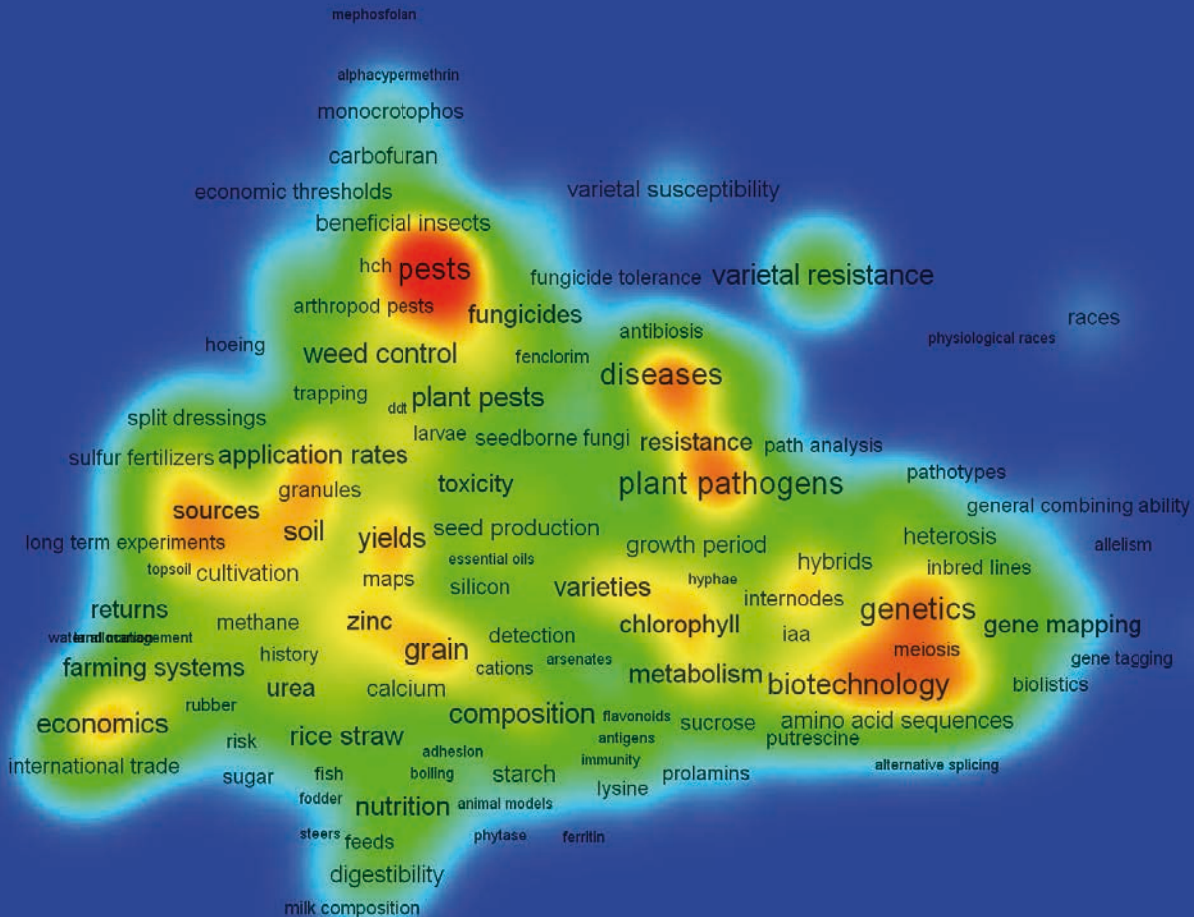 mephosfolan
alphacypermethrin
monocrotophos
carbofuran
economic thresholds
varietal susceptibility
beneficial insects
hch
pests
fungicide tolerance
varietal resistance
arthropod pests
fungicides
races
antibiosis
physiological races
hoeing
weed control
fenclorim
diseases
trapping
ddt
plant pests
split dressings
larvae
seedborne fungi
resistance
path analysis
sulfur fertilizers
application rates
pathotypes
granules
toxicity
plant pathogens
general combining ability
sources
soil
yields
seed production
heterosis
long term experiments
growth period
allelism
essential oils
hybrids
topsoil
cultivation
maps
silicon
varieties
hyphae
inbred lines
returns
internodes
genetics
methane
zinc
chlorophyll
gene mapping
detection
iaa
history
grain
arsenates
meiosis
gene tagging
farming systems
cations
metabolism
biotechnology
biolistics
urea
calcium
rubber
composition
flavonoids
sucrose
amino acid sequences
economics
risk
rice straw
antigens
putrescine
adhesion
immunity
international trade
sugar
fish
boiling
starch
prolamins
alternative splicing
lysine
fodder
nutrition
animal models
steers
feeds
phytase
ferritin
digestibility
milk composition